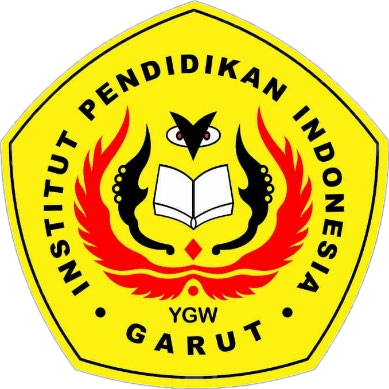 INSTITUT PENDIDIKAN INDONESIA
YGW
• GARUT •